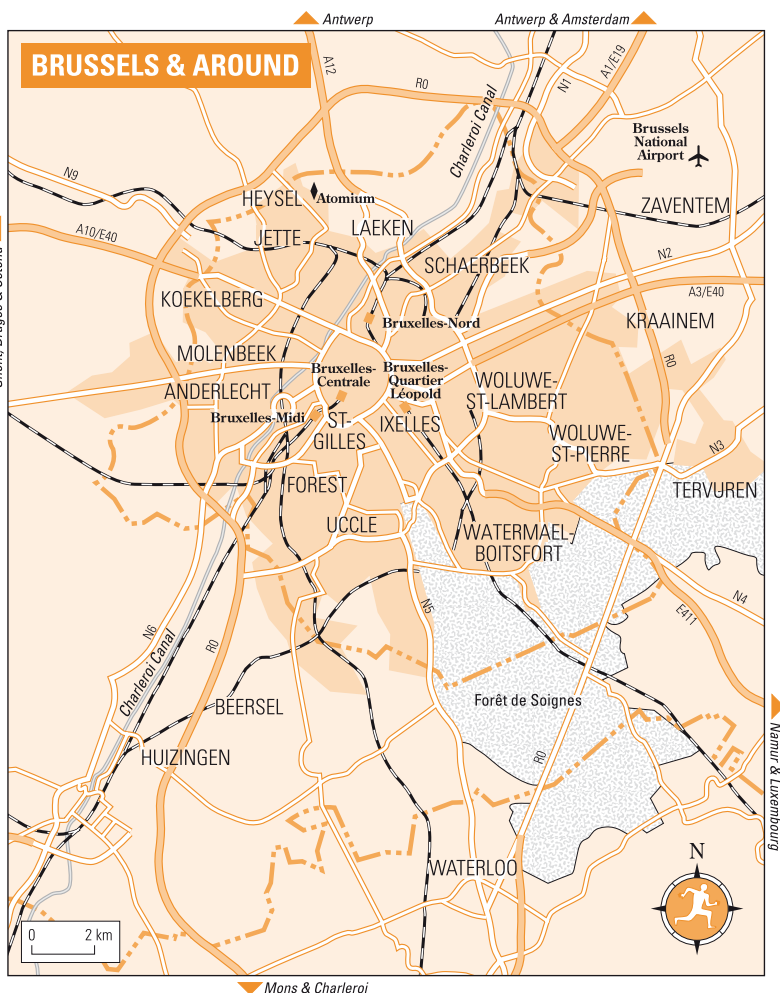 Antwerp
Antwerp & Amsterdam
BRUSSELS & AROUND
A12
R0
Charleroi Canal
N1
A1/E19
Brussels
National
Airport
N9
HEYSEL
Atomium
ZAVENTEM
LAEKEN
A10/E40
JETTE
SCHAERBEEK
N2
KOEKELBERG
A3/E40
Bruxelles-Nord
KRAAINEM
MOLENBEEK
R0
Bruxelles-
Centrale
Bruxelles-
Quartier
Léopold
ANDERLECHT
WOLUWE-
ST-LAMBERT
Bruxelles-Midi
ST-
GILLES
IXELLES
WOLUWE-
ST-PIERRE
N3
FOREST
TERVUREN
UCCLE
WATERMAEL-
BOITSFORT
N4
N5
E411
N6
R0
Charleroi Canal
Forêt de Soignes
BEERSEL
Namur & Luxembourg
HUIZINGEN
R0
WATERLOO
N
0 2 km
Mons & Charleroi